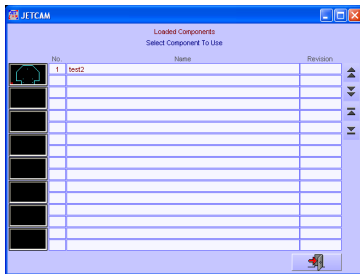 JETCAM
Loaded Components
Select Component To Use
No. Name Revision
1 test2